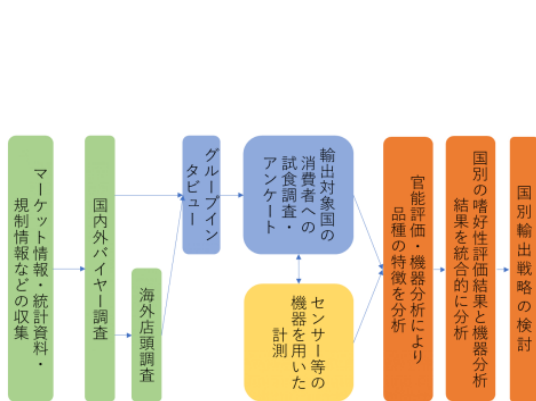 マーケット情報・統計資料・
規制情報などの収集
国内外バイヤー調査
海外店頭調査
グループイン
タビュー
輸出対象国の
消費者への
試食調査・
アンケート
センサー等の
機器を用いた
計測
官能評価・機器分析により
品種の特徴を分析
国別の嗜好性評価結果と機器分析
結果を統合的に分析
国別輸出戦略の検討